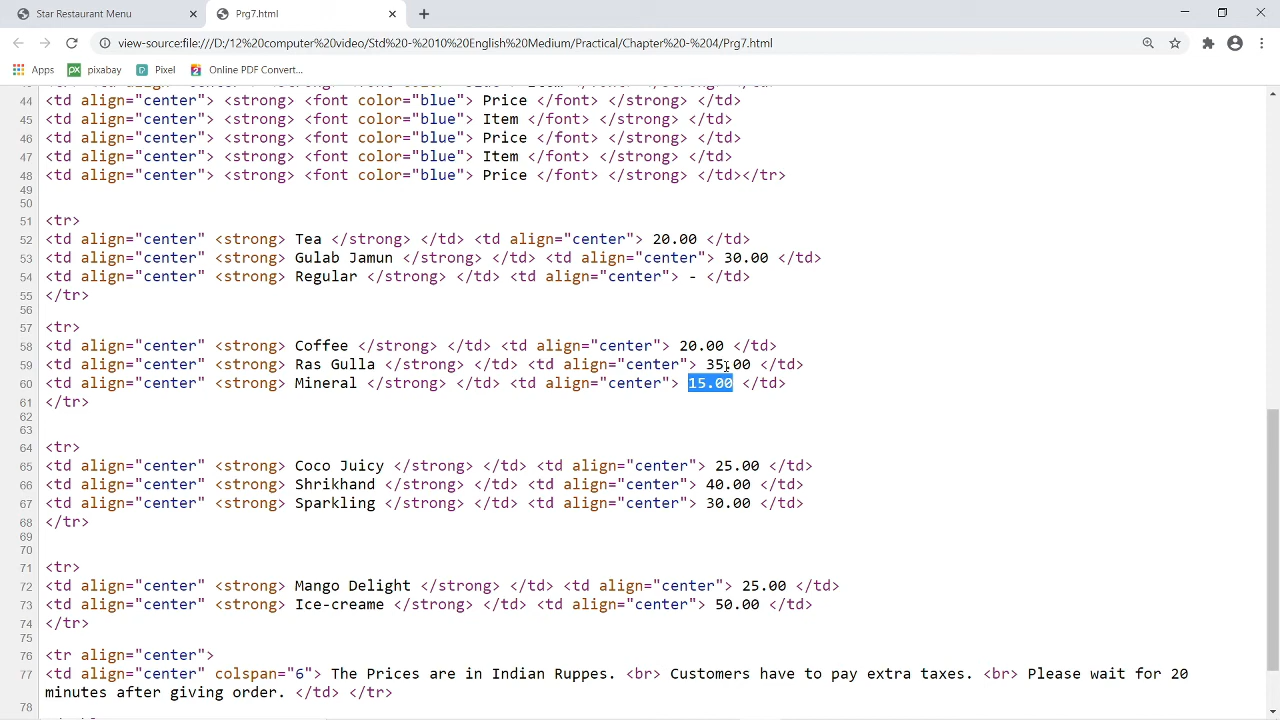 Star Restaurant Menu
Prg7.html
view-source:file:///D:/12%20computer%20video/Std%20-%2010%20English%20Medium/Practical/Chapter%20-%204/Prg7.html
Apps pixabay Pixel Online PDF Convert...
44 <td align="center"> <strong> <font color="blue"> Price </font> </strong> </td>
45 <td align="center"> <strong> <font color="blue"> Item </font> </strong> </td>
46 <td align="center"> <strong> <font color="blue"> Price </font> </strong> </td>
47 <td align="center"> <strong> <font color="blue"> Item </font> </strong> </td>
48 <td align="center"> <strong> <font color="blue"> Price </font> </strong> </td></tr>
49
50
51 <tr>
52 <td align="center" <strong> Tea </strong> </td> <td align="center"> 20.00 </td>
53 <td align="center" <strong> Gulab Jamun </strong> </td> <td align="center"> 30.00 </td>
54 <td align="center" <strong> Regular </strong> </td> <td align="center"> - </td>
55 </tr>
56
57 <tr>
58 <td align="center" <strong> Coffee </strong> </td> <td align="center"> 20.00 </td>
59 <td align="center" <strong> Ras Gulla </strong> </td> <td align="center"> 35.00 </td>
60 <td align="center" <strong> Mineral </strong> </td> <td align="center"> 15.00 </td>
61 </tr>
62
63
64 <tr>
65 <td align="center" <strong> Coco Juicy </strong> </td> <td align="center"> 25.00 </td>
66 <td align="center" <strong> Shrikhand </strong> </td> <td align="center"> 40.00 </td>
67 <td align="center" <strong> Sparkling </strong> </td> <td align="center"> 30.00 </td>
68 </tr>
69
70
71 <tr>
72 <td align="center" <strong> Mango Delight </strong> </td> <td align="center"> 25.00 </td>
73 <td align="center" <strong> Ice-creame </strong> </td> <td align="center"> 50.00 </td>
74 </tr>
75
76 <tr align="center">
77 <td align="center" colspan="6"> The Prices are in Indian Ruppes. <br> Customers have to pay extra taxes. <br> Please wait for 20
minutes after giving order. </td> </tr>
78